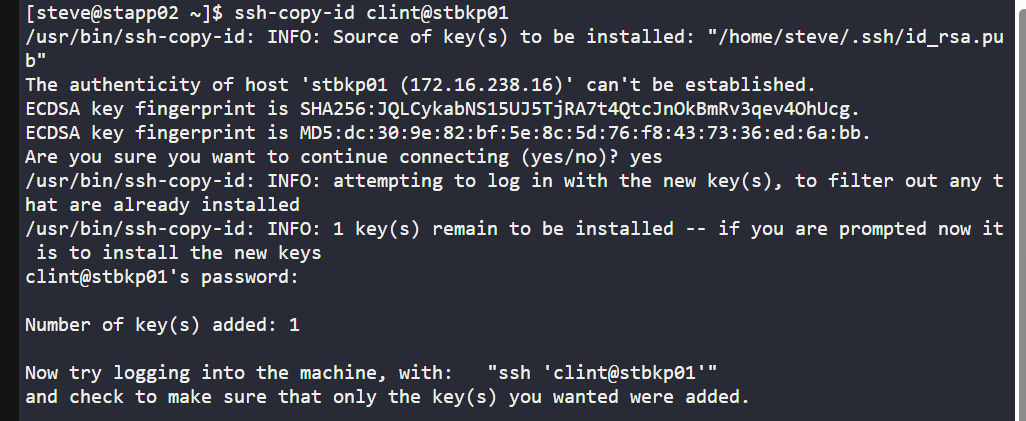 [steve@stapp02 ~]$ ssh-copy-id clint@stbkp01
/usr/bin/ssh-copy-id: INFO: Source of key(s) to be installed: "/home/steve/.ssh/id_rsa.pu
b"
The authenticity of host 'stbkp01 (172.16.238.16)' can't be established.
ECDSA key fingerprint is SHA256:JQLCykabNS15UJ5TjRA7t4QtcJnOkBmRv3qev4OhUcg.
ECDSA key fingerprint is MD5:dc:30:9e:82:bf:5e:8c:5d:76:f8:43:73:36:ed:6a:bb.
Are you sure you want to continue connecting (yes/no)? yes
/usr/bin/ssh-copy-id: INFO: attempting to log in with the new key(s), to filter out any t
hat are already installed
/usr/bin/ssh-copy-id: INFO: 1 key(s) remain to be installed -- if you are prompted now it
 is to install the new keys
clint@stbkp01's password:
Number of key(s) added: 1
Now try logging into the machine, with:   "ssh 'clint@stbkp01'"
and check to make sure that only the key(s) you wanted were added.